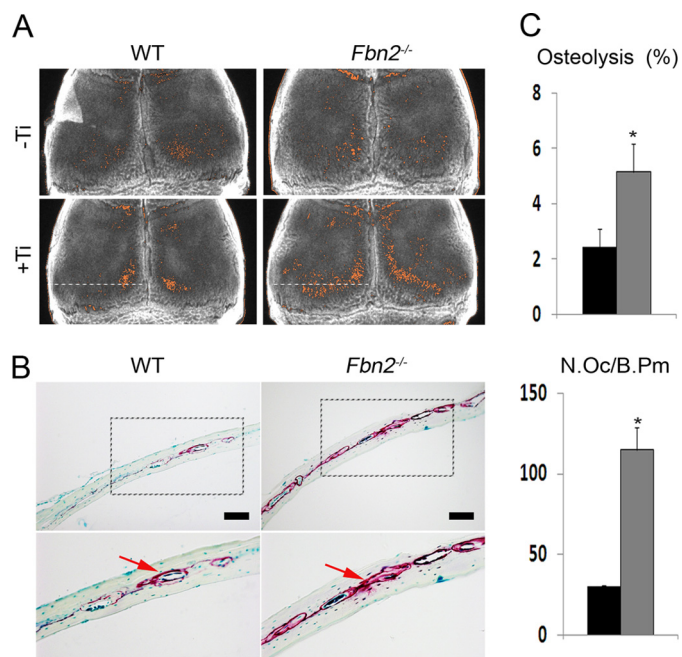 A
WT
Fbn2-/-
-Ti
+Ti
B
WT
Fbn2-/-
C
Osteolysis (%)
8
6
4
2
0
*
N.Oc/B.Pm
150
100
50
0
*